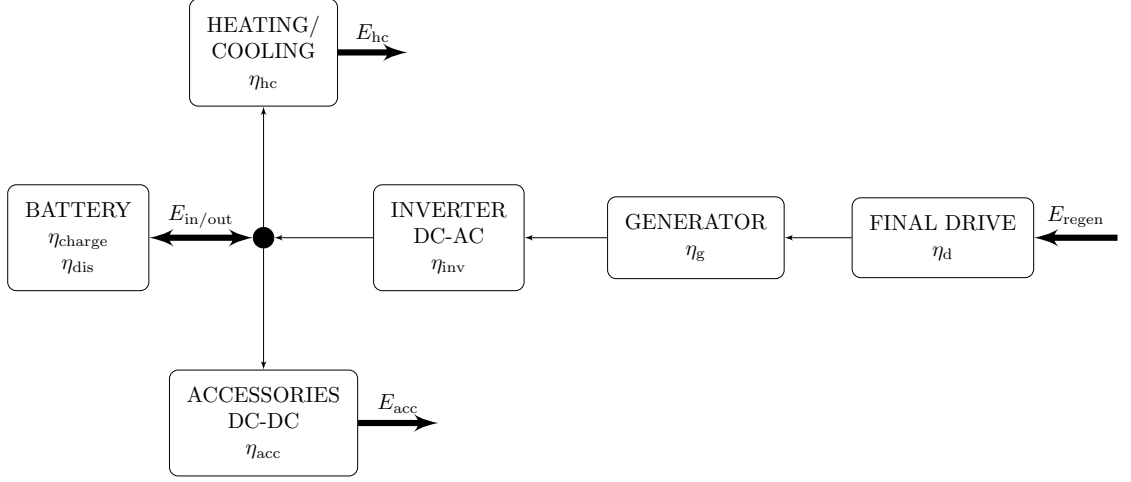 HEATING/
COOLING
η_hc
E_hc
BATTERY
η_charge
η_dis
E_in/out
INVERTER
DC-AC
η_inv
GENERATOR
η_g
FINAL DRIVE
η_d
E_regen
ACCESSORIES
DC-DC
η_acc
E_acc